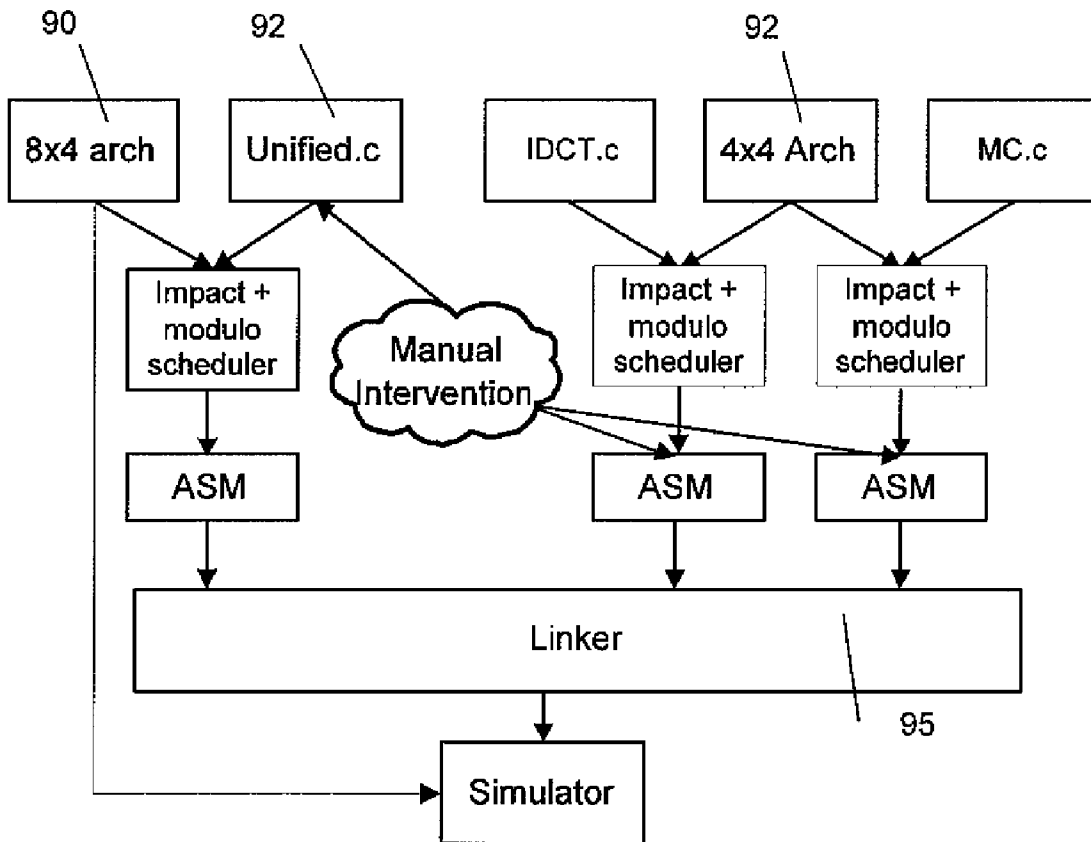 90
92
92
8x4 arch
Unified.c
IDCT.c
4x4 Arch
MC.c
Impact +
modulo
scheduler
Manual
Intervention
Impact +
modulo
scheduler
Impact +
modulo
scheduler
ASM
ASM
ASM
Linker
95
Simulator